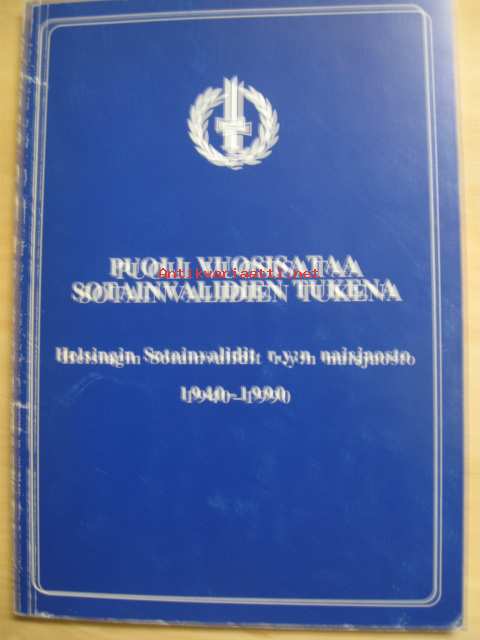 PUOLI VUOSISATAA
Antikvariaatti.net
SOTAINVALIDIEN TUKENA
Helsingin Sotainvalidit r.y:n naisjaosto
1940-1990